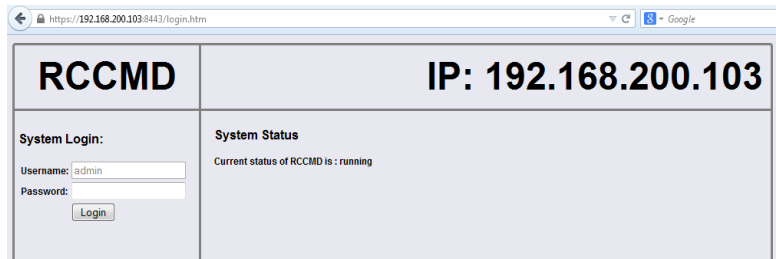 https://192.168.200.103:8443/login.htm
Google
RCCMD
IP: 192.168.200.103
System Login:
Username: admin
Password:
Login
System Status
Current status of RCCMD is : running